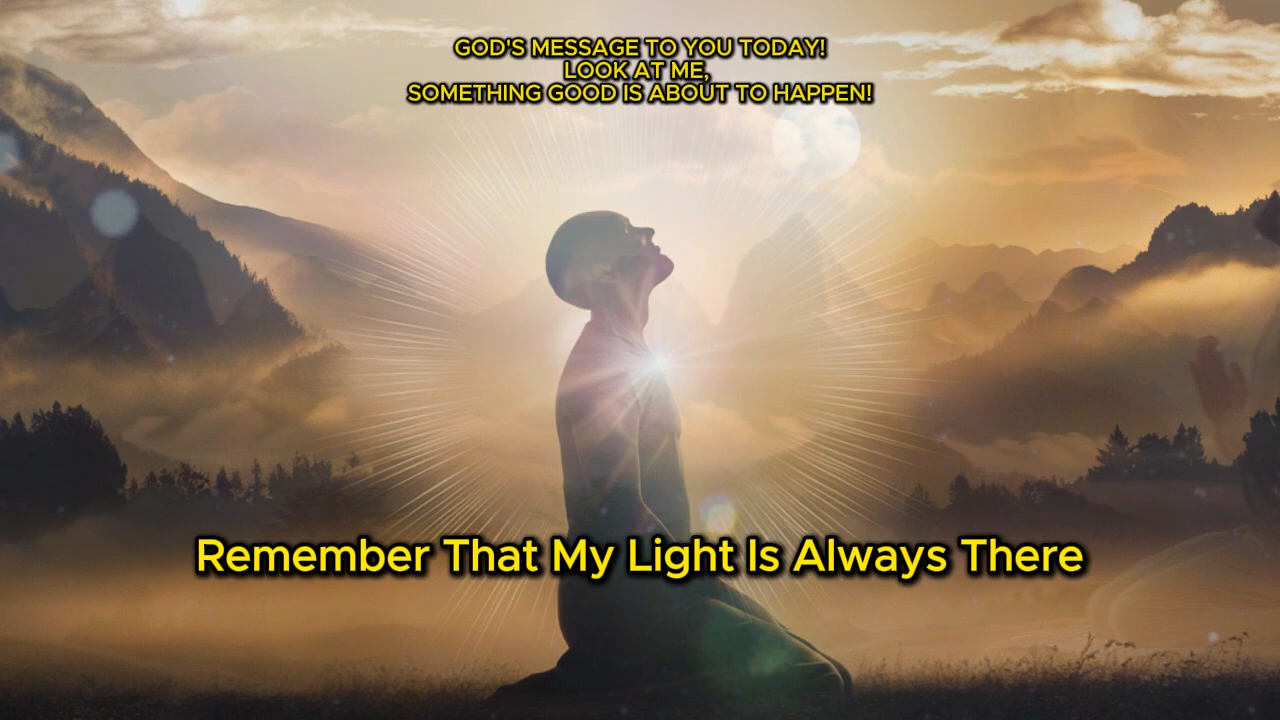 GOD'S MESSAGE TO YOU TODAY!
LOOK AT ME,
SOMETHING GOOD IS ABOUT TO HAPPEN!
Remember That My Light Is Always There